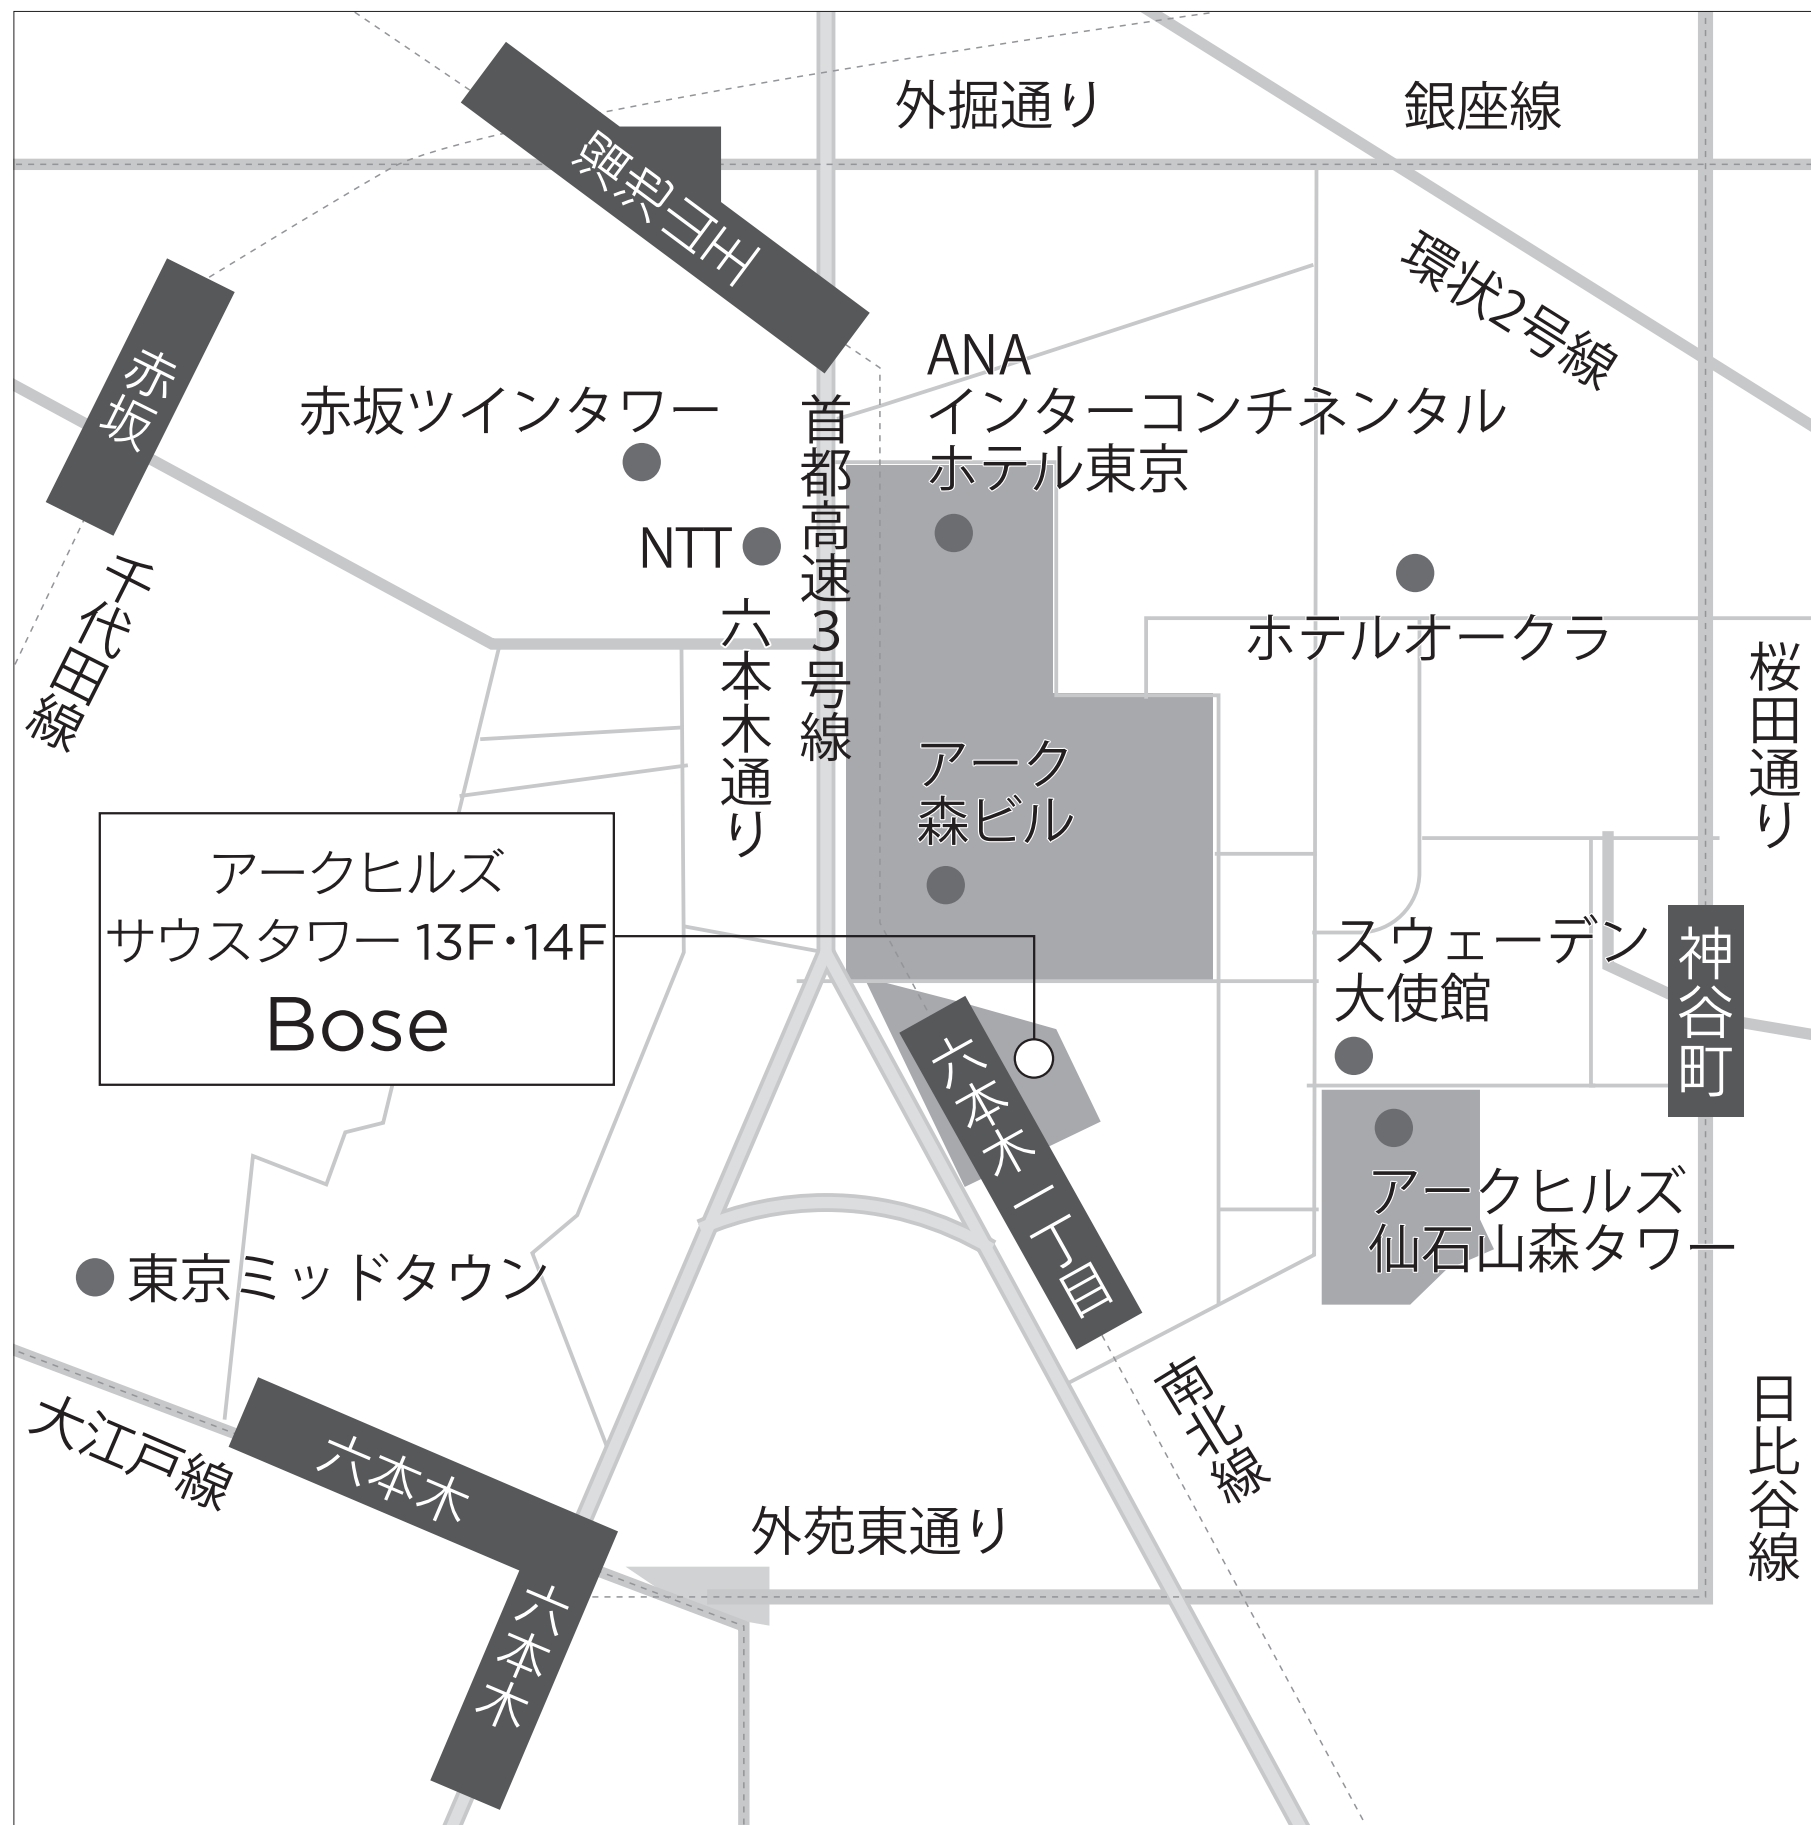 外掘通り
銀座線
溜池山王
環状2号線
赤坂
ANA
インターコンチネンタル
ホテル東京
赤坂ツインタワー
首都高速3号線
NTT
六本木通り
千代田線
ホテルオークラ
桜田通り
アーク
森ビル
アークヒルズ
サウスタワー 13F・14F
Bose
スウェーデン
大使館
神谷町
六本木一丁目
アークヒルズ
仙石山森タワー
東京ミッドタウン
南北線
日比谷線
大江戸線
六本木
外苑東通り
六本木